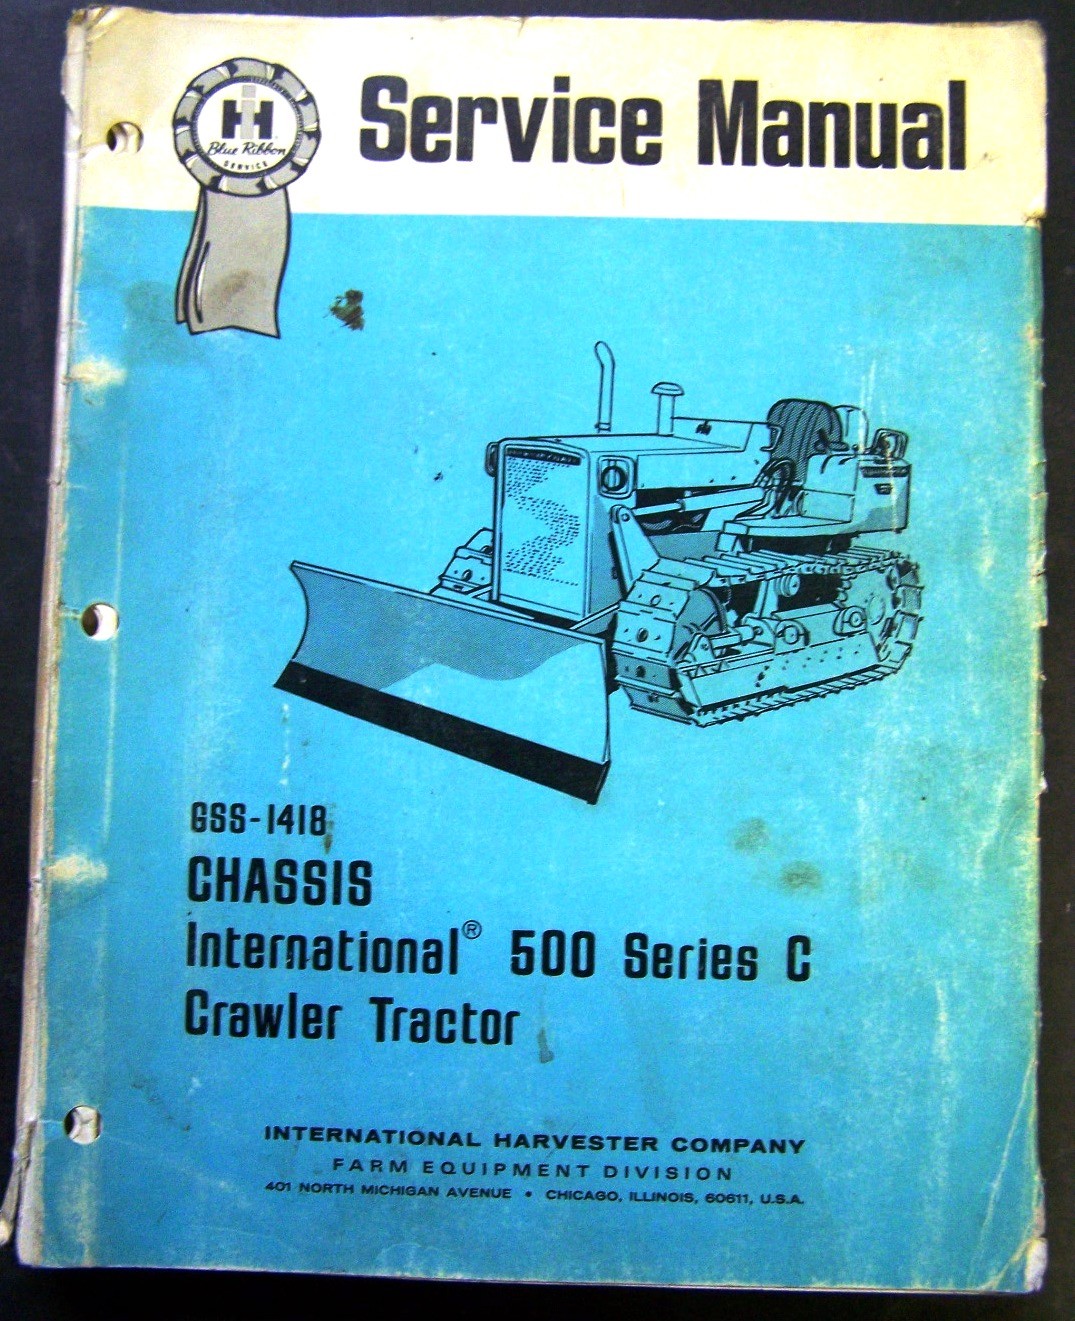 IH
Blue Ribbon
SERVICE
Service Manual
IH
GSS-1418
CHASSIS
International® 500 Series C
Crawler Tractor
INTERNATIONAL HARVESTER COMPANY
FARM EQUIPMENT DIVISION
401 NORTH MICHIGAN AVENUE • CHICAGO, ILLINOIS, 60611, U.S.A.